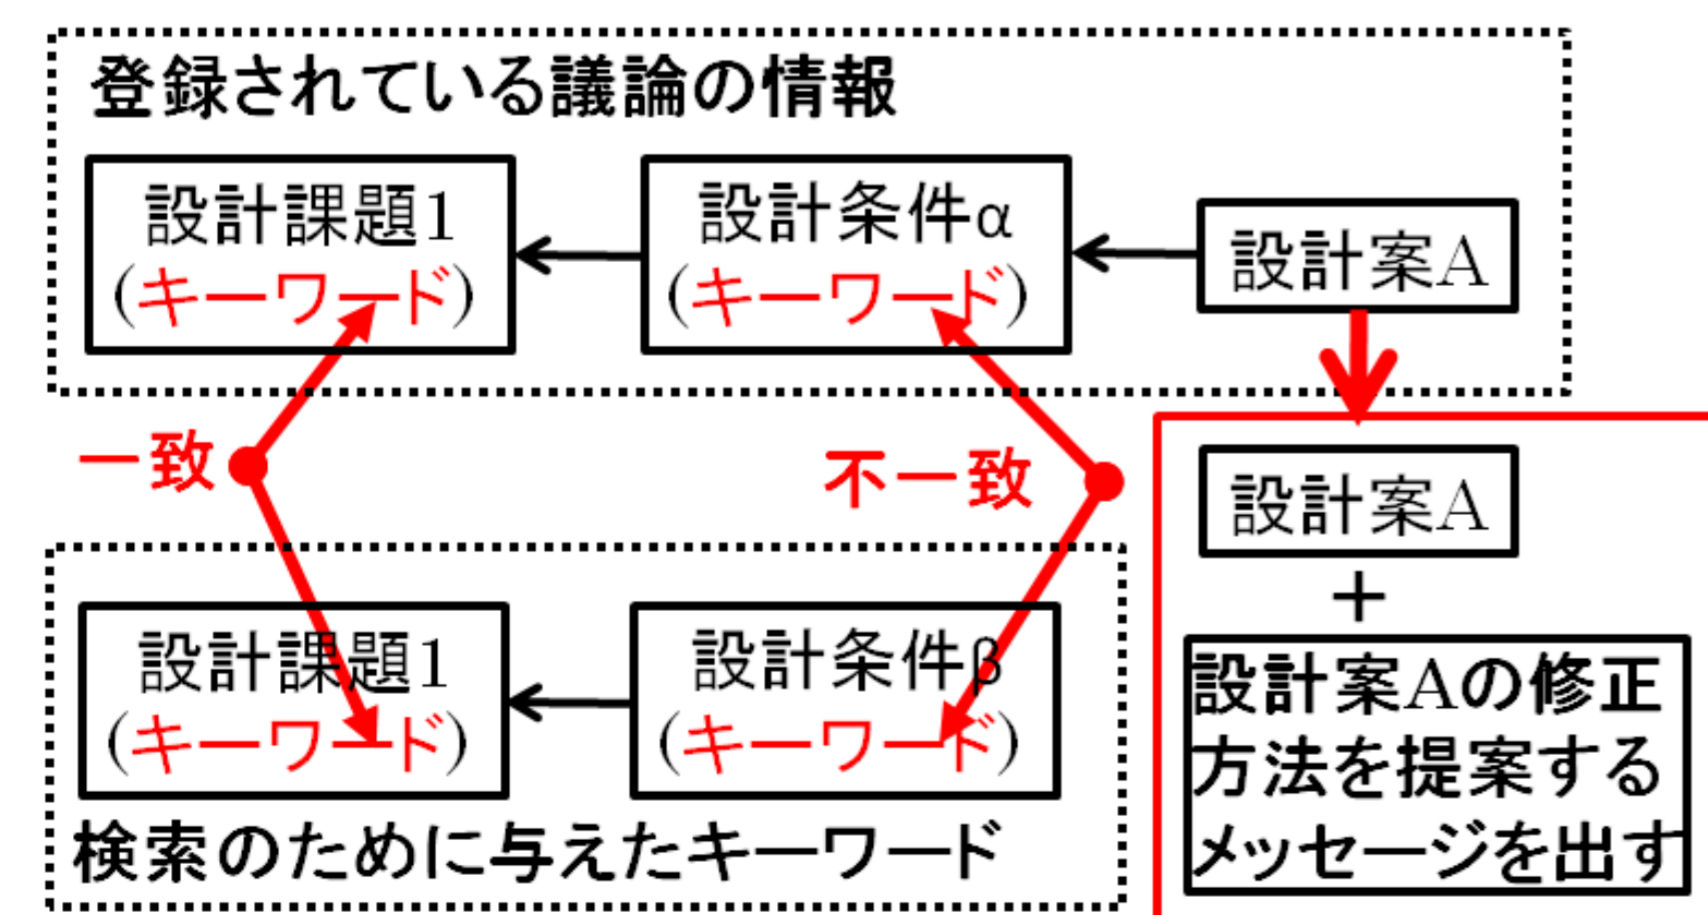 登録されている議論の情報
設計課題1
(キーワード)
設計条件α
(キーワード)
設計案A
一致
不一致
設計案A
+
設計案Aの修正
方法を提案する
メッセージを出す
設計課題1
(キーワード)
設計条件β
(キーワード)
検索のために与えたキーワード